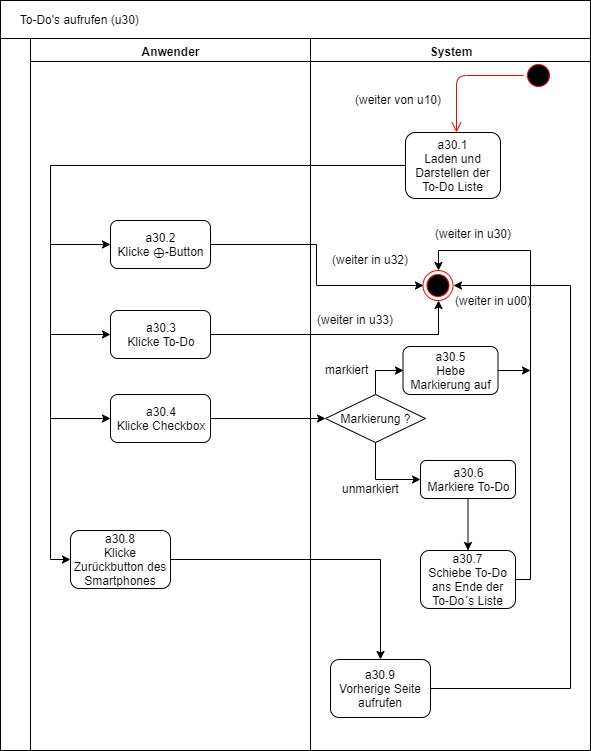 To-Do's aufrufen (u30)
Anwender
System
(weiter von u10)
a30.1
Laden und
Darstellen der
To-Do Liste
a30.2
Klicke ⊕-Button
(weiter in u30)
(weiter in u32)
(weiter in u00)
a30.3
Klicke To-Do
(weiter in u33)
markiert
a30.5
Hebe
Markierung auf
a30.4
Klicke Checkbox
Markierung ?
unmarkiert
a30.6
Markiere To-Do
a30.8
Klicke
Zurückbutton des
Smartphones
a30.7
Schiebe To-Do
ans Ende der
To-Do´s Liste
a30.9
Vorherige Seite
aufrufen